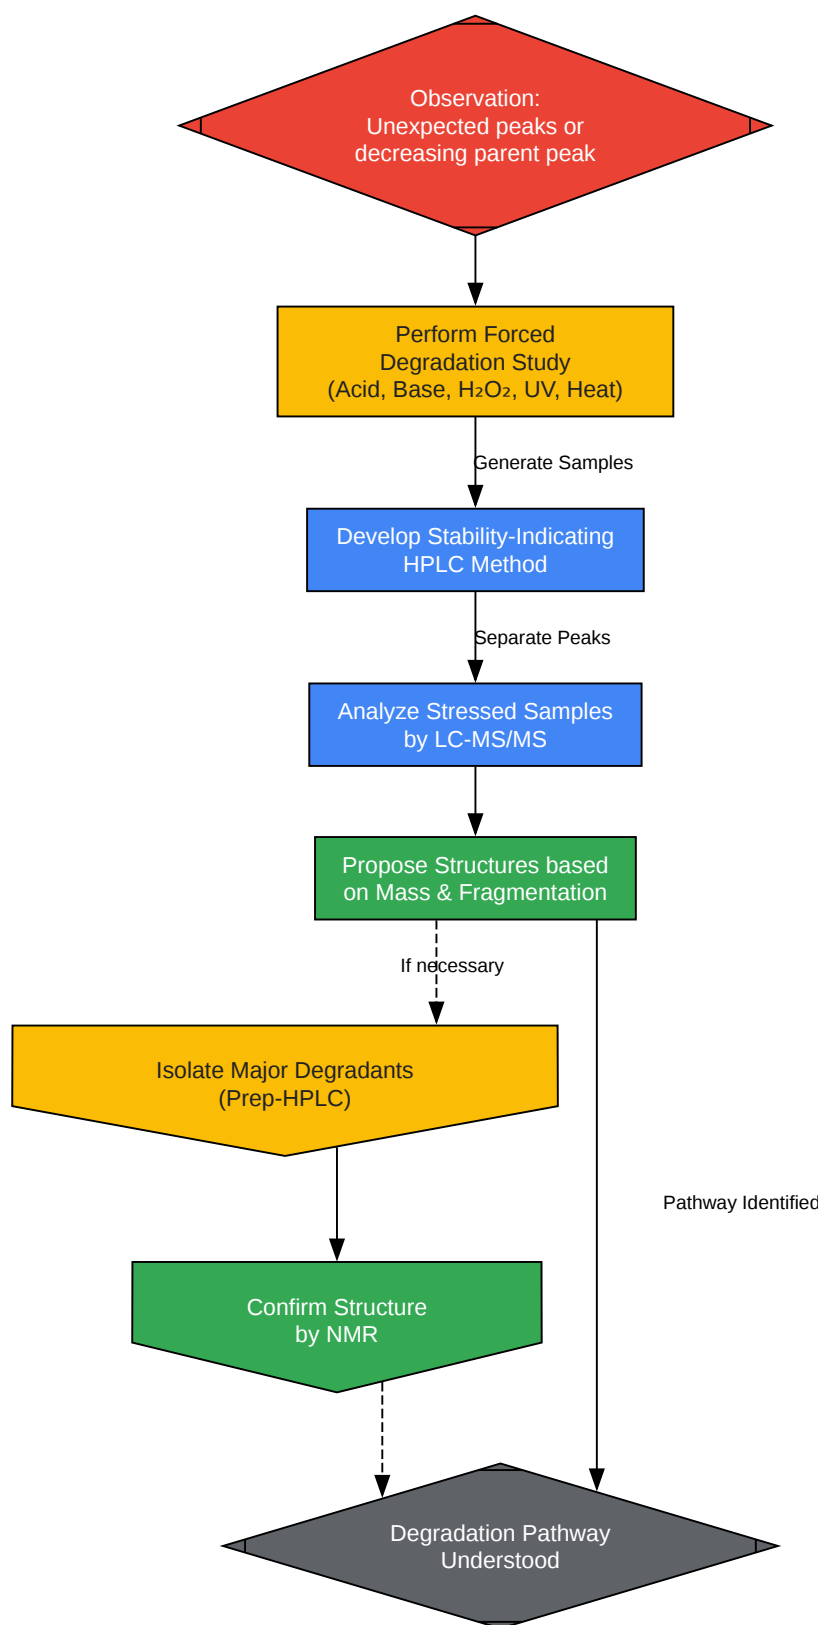 Observation:
Unexpected peaks or
decreasing parent peak
Perform Forced
Degradation Study
(Acid, Base, H₂O₂, UV, Heat)
Generate Samples
Develop Stability-Indicating
HPLC Method
Separate Peaks
Analyze Stressed Samples
by LC-MS/MS
Propose Structures based
on Mass & Fragmentation
If necessary
Isolate Major Degradants
(Prep-HPLC)
Pathway Identified
Confirm Structure
by NMR
Degradation Pathway
Understood